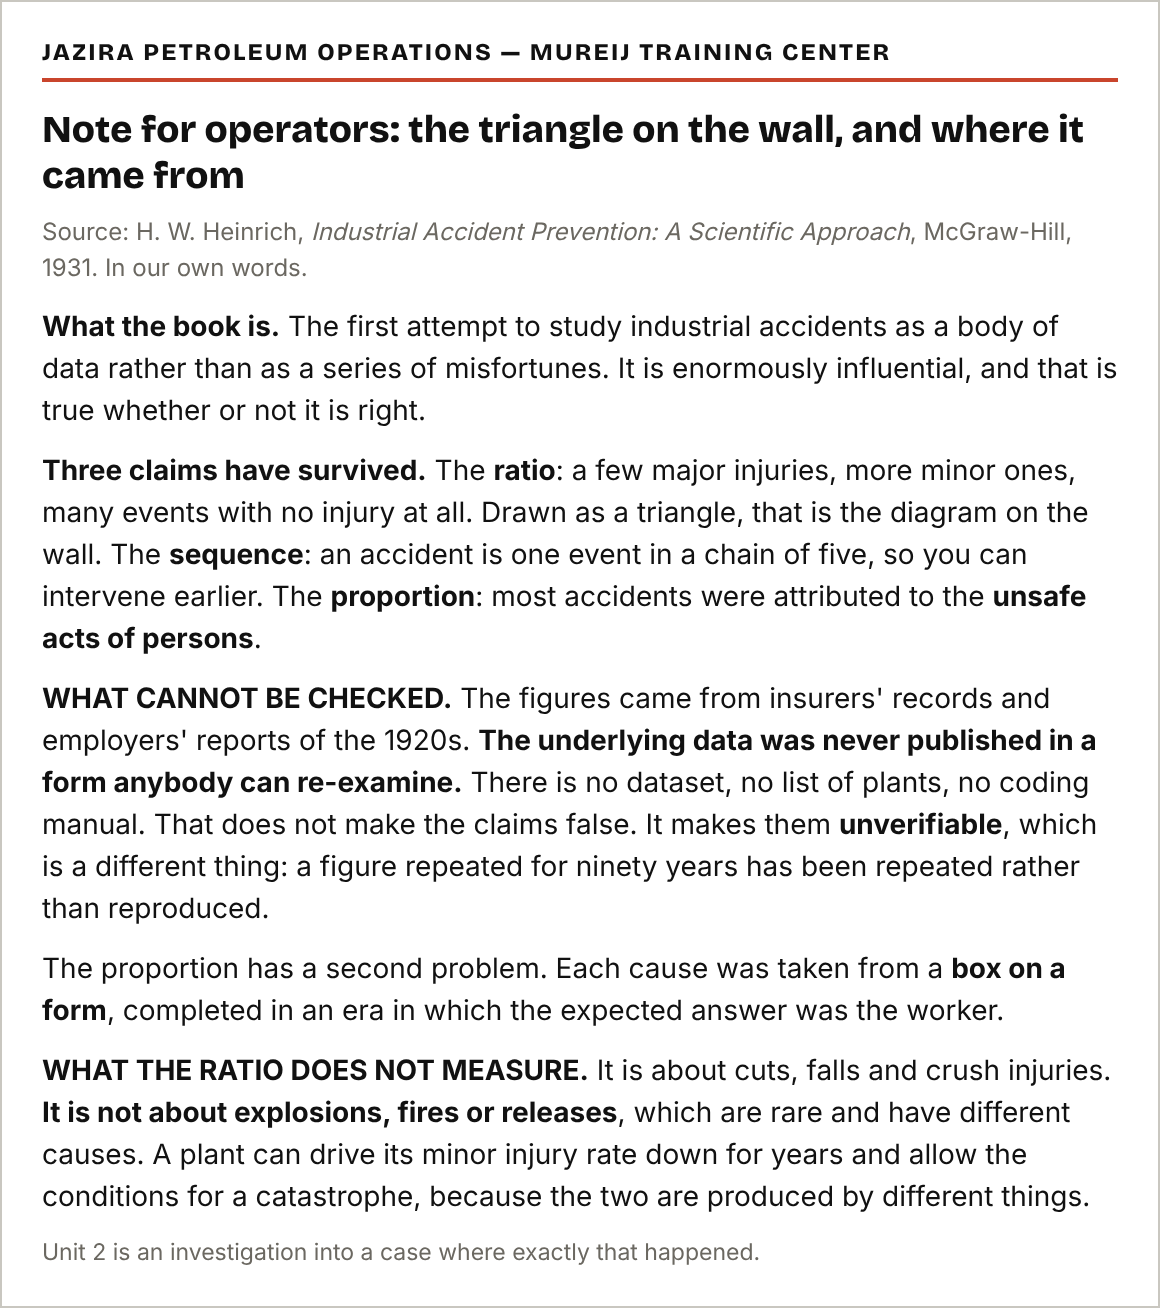 JAZIRA PETROLEUM OPERATIONS — MUREIJ TRAINING CENTER
Note for operators: the triangle on the wall, and where it
came from
Source: H. W. Heinrich, Industrial Accident Prevention: A Scientific Approach, McGraw-Hill,
1931. In our own words.
What the book is. The first attempt to study industrial accidents as a body of
data rather than as a series of misfortunes. It is enormously influential, and that is
true whether or not it is right.
Three claims have survived. The ratio: a few major injuries, more minor ones,
many events with no injury at all. Drawn as a triangle, that is the diagram on the
wall. The sequence: an accident is one event in a chain of five, so you can
intervene earlier. The proportion: most accidents were attributed to the unsafe
acts of persons.
WHAT CANNOT BE CHECKED. The figures came from insurers' records and
employers' reports of the 1920s. The underlying data was never published in a
form anybody can re-examine. There is no dataset, no list of plants, no coding
manual. That does not make the claims false. It makes them unverifiable, which
is a different thing: a figure repeated for ninety years has been repeated rather
than reproduced.
The proportion has a second problem. Each cause was taken from a box on a
form, completed in an era in which the expected answer was the worker.
WHAT THE RATIO DOES NOT MEASURE. It is about cuts, falls and crush injuries.
It is not about explosions, fires or releases, which are rare and have different
causes. A plant can drive its minor injury rate down for years and allow the
conditions for a catastrophe, because the two are produced by different things.
Unit 2 is an investigation into a case where exactly that happened.